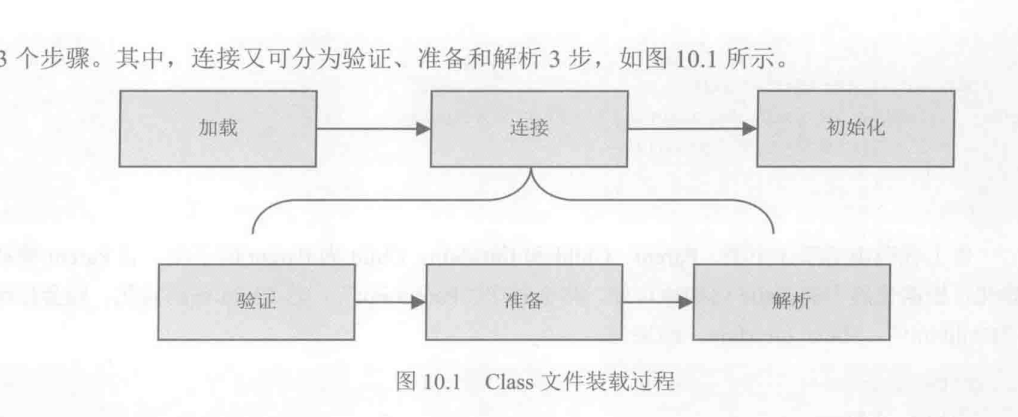 3 个步骤。其中，连接又可分为验证、准备和解析 3 步，如图 10.1 所示。
加载
连接
初始化
验证
准备
解析
图 10.1 Class 文件装载过程